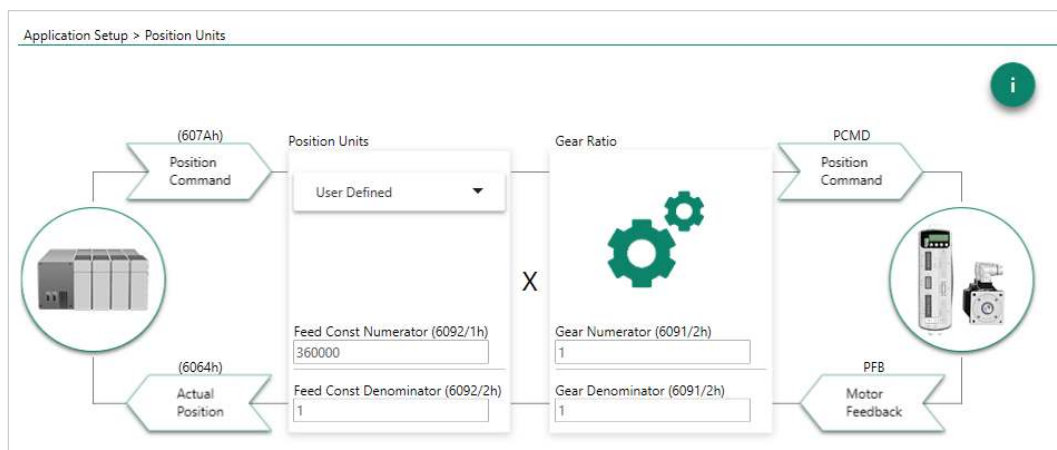 Application Setup > Position Units
i
(607Ah)
Position
Command
Position Units
User Defined
Feed Const Numerator (6092/1h)
360000
Feed Const Denominator (6092/2h)
1
X
Gear Ratio
Gear Numerator (6091/2h)
1
Gear Denominator (6091/2h)
1
PCMD
Position
Command
(6064h)
Actual
Position
PFB
Motor
Feedback